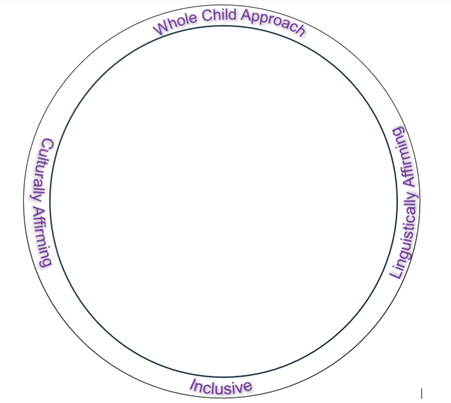 Whole Child Approach
Culturally Affirming
Linguistically Affirming
Inclusive